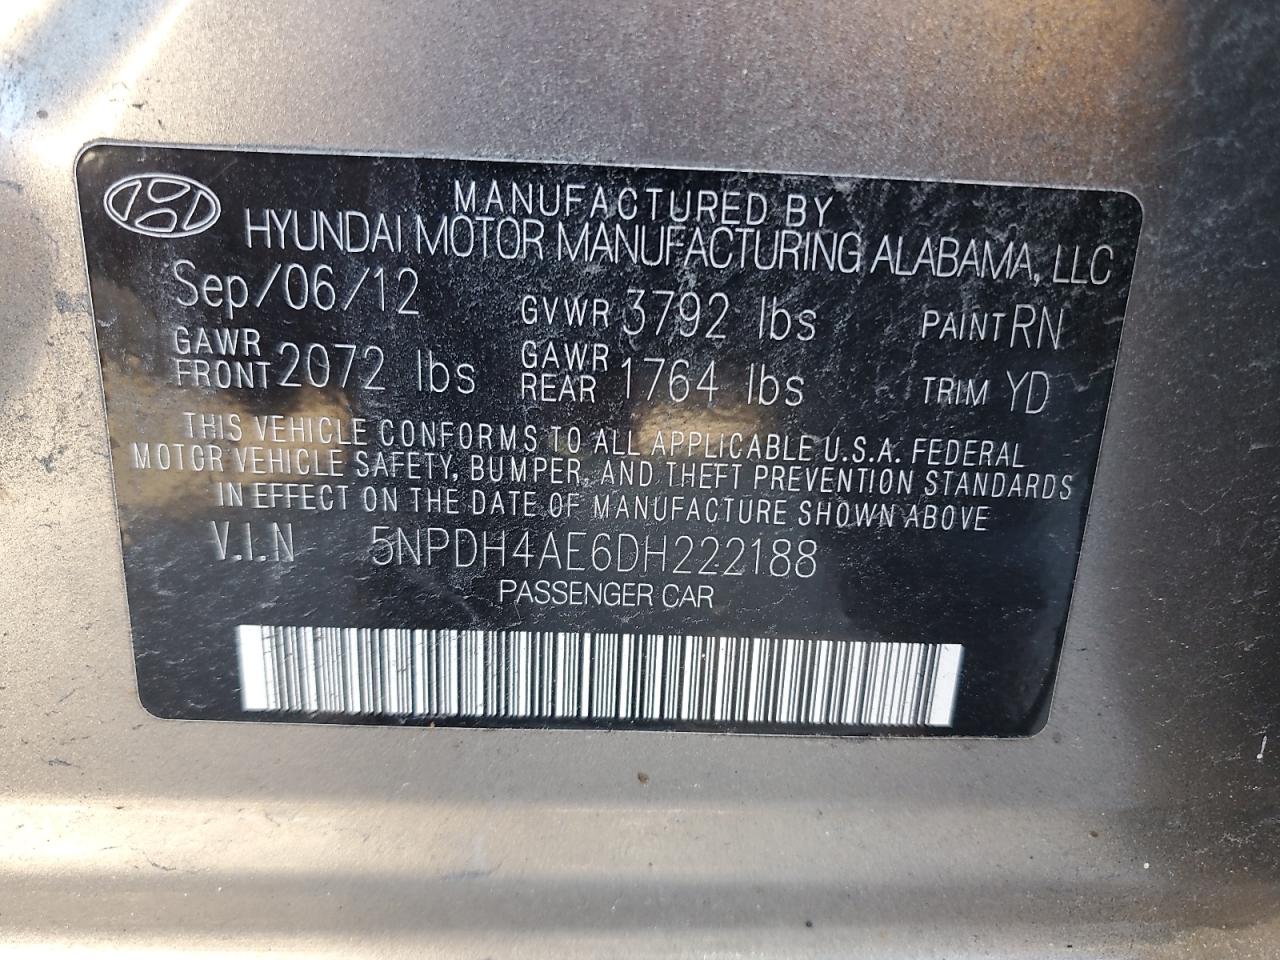 MANUFACTURED BY
HYUNDAI MOTOR MANUFACTURING ALABAMA, LLC
Sep/06/12 GVWR 3792 lbs PAINT RN
GAWR FRONT 2072 lbs GAWR REAR 1764 lbs TRIM YD
THIS VEHICLE CONFORMS TO ALL APPLICABLE U.S.A. FEDERAL
MOTOR VEHICLE SAFETY, BUMPER, AND THEFT PREVENTION STANDARDS
IN EFFECT ON THE DATE OF MANUFACTURE SHOWN ABOVE
V.I.N 5NPDH4AE6DH222188
PASSENGER CAR